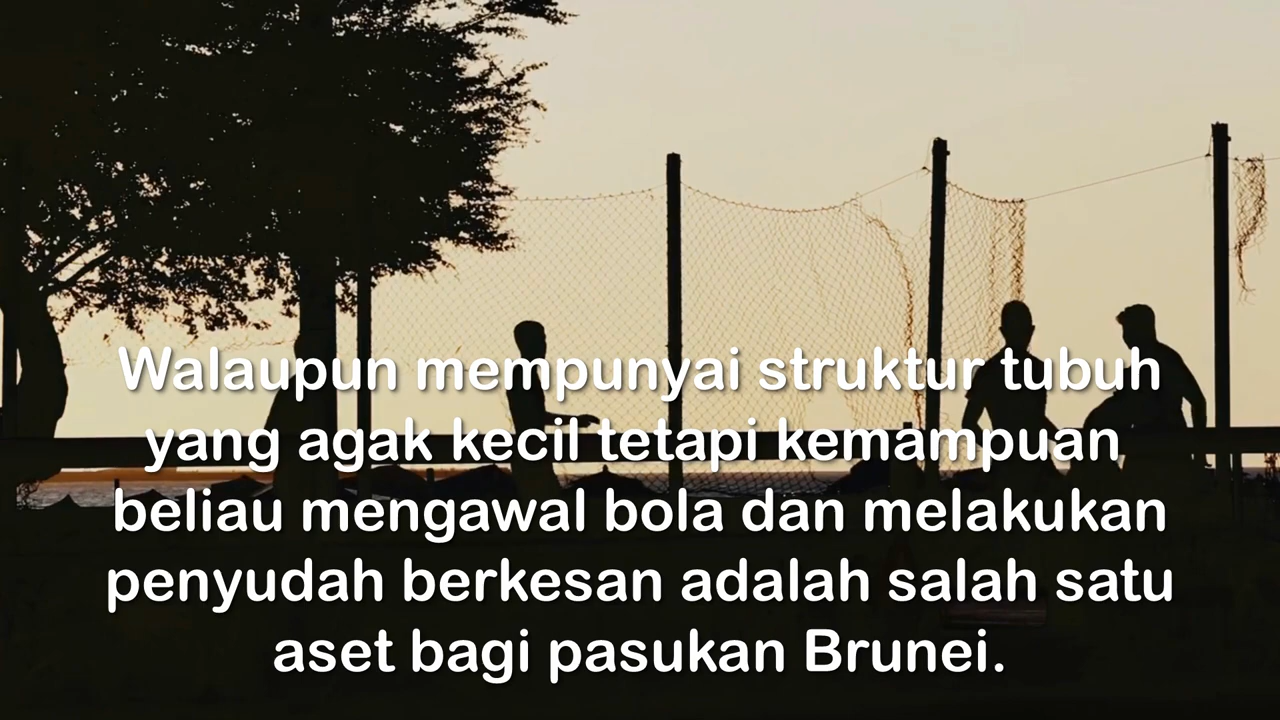 Walaupun mempunyai struktur tubuh
yang agak kecil tetapi kemampuan
beliau mengawal bola dan melakukan
penyudah berkesan adalah salah satu
aset bagi pasukan Brunei.